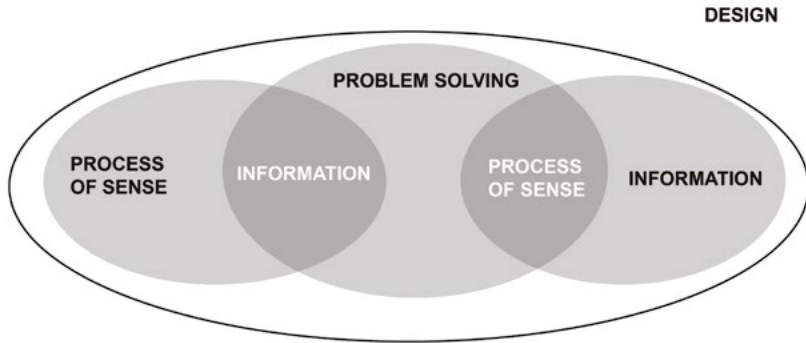 DESIGN
PROBLEM SOLVING
PROCESS
OF SENSE
INFORMATION
PROCESS
OF SENSE
INFORMATION